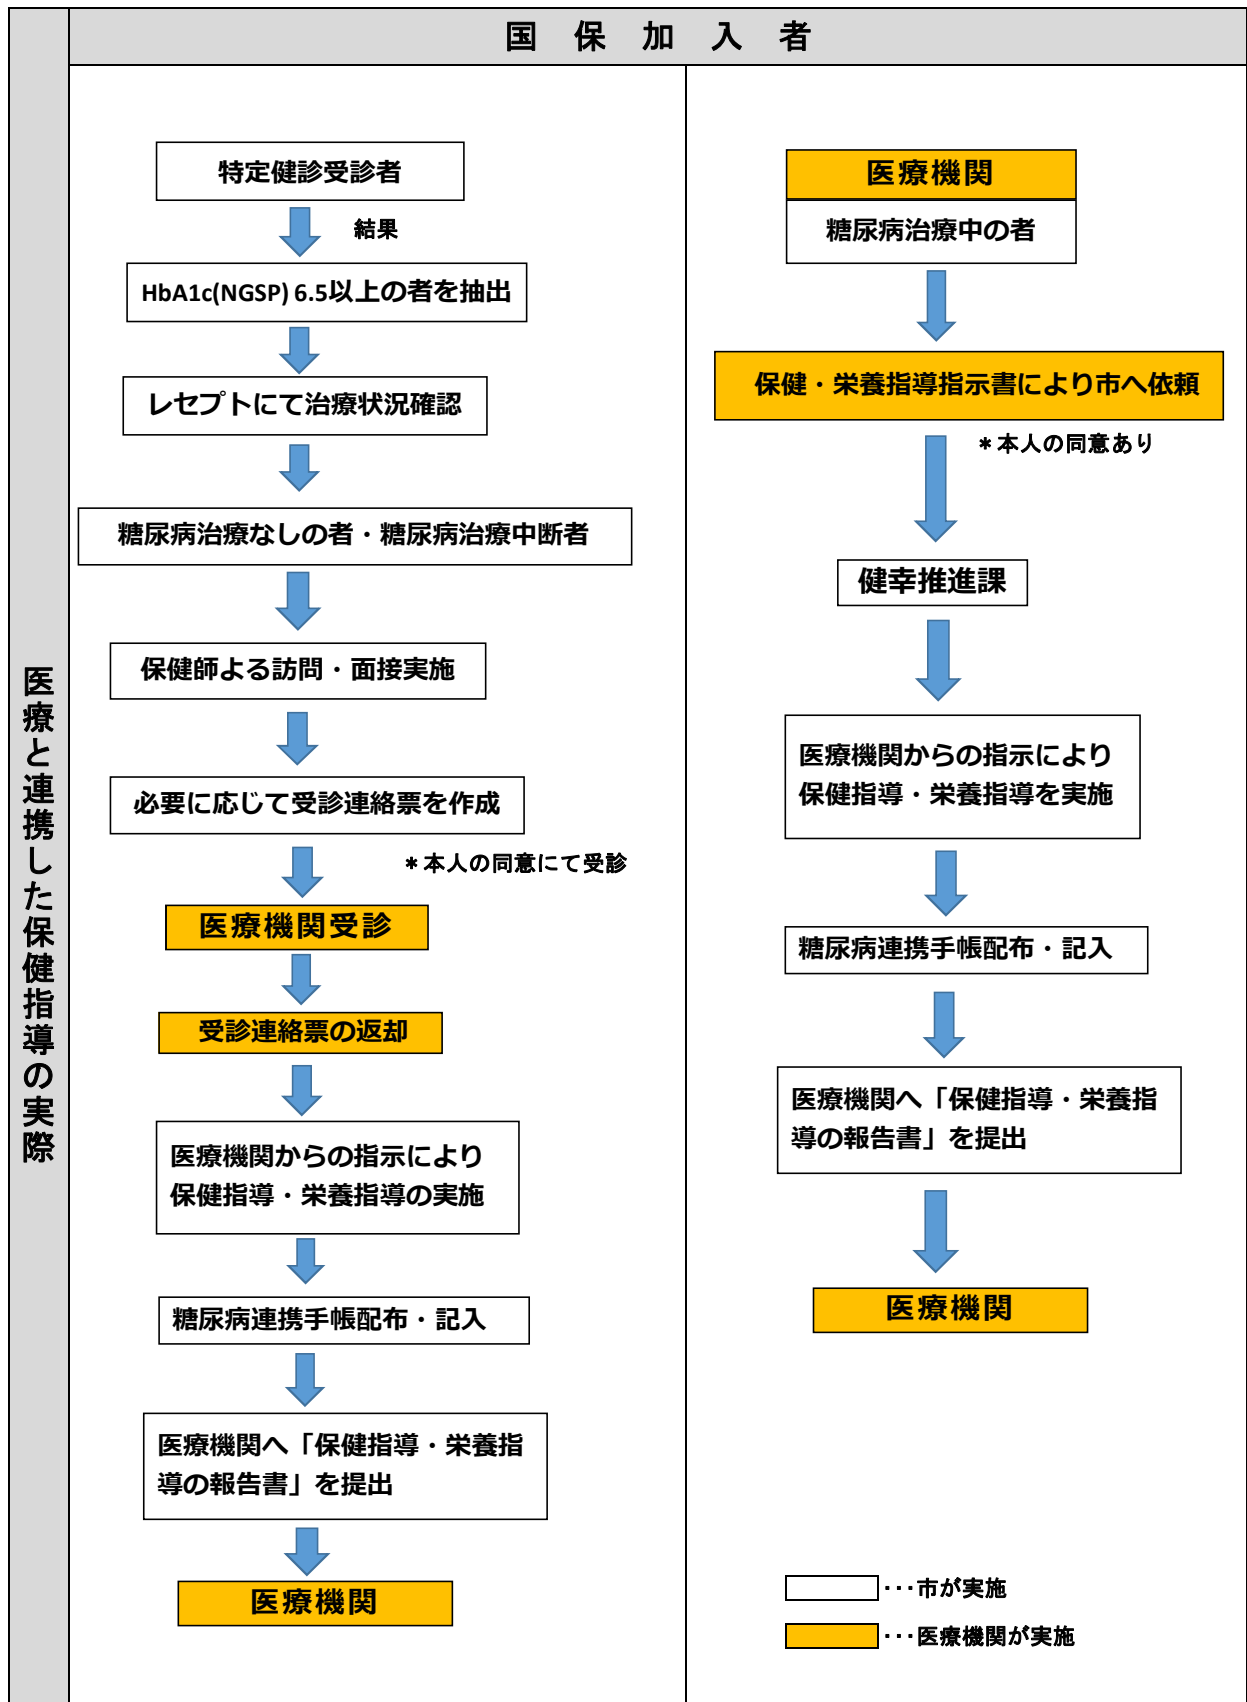 国保加入者
医療と連携した保健指導の実際
特定健診受診者
結果
HbA1c(NGSP) 6.5以上の者を抽出
レセプトにて治療状況確認
糖尿病治療なしの者・糖尿病治療中断者
保健師よる訪問・面接実施
必要に応じて受診連絡票を作成
＊本人の同意にて受診
医療機関受診
受診連絡票の返却
医療機関からの指示により
保健指導・栄養指導の実施
糖尿病連携手帳配布・記入
医療機関へ「保健指導・栄養指
導の報告書」を提出
医療機関
医療機関
糖尿病治療中の者
保健・栄養指導指示書により市へ依頼
＊本人の同意あり
健幸推進課
医療機関からの指示により
保健指導・栄養指導を実施
糖尿病連携手帳配布・記入
医療機関へ「保健指導・栄養指
導の報告書」を提出
医療機関
・・・市が実施
・・・医療機関が実施